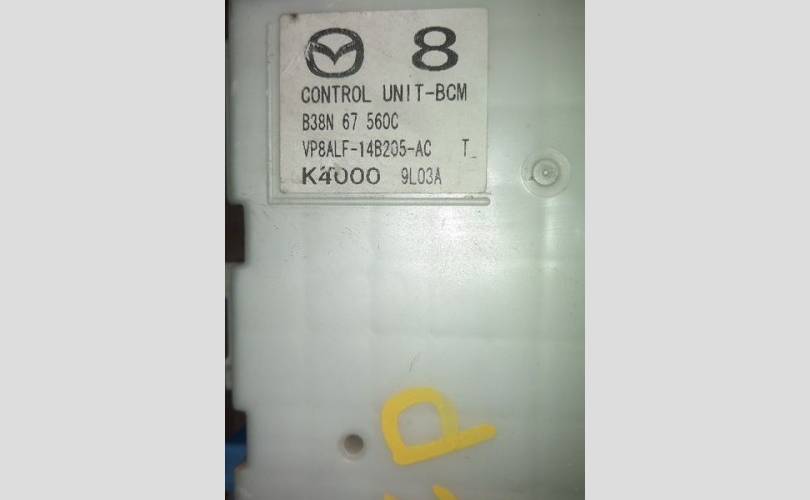 8
CONTROL UNIT-BCM
B38N 67 560C
VP8ALF-14B205-AC T
K4000 9L03A